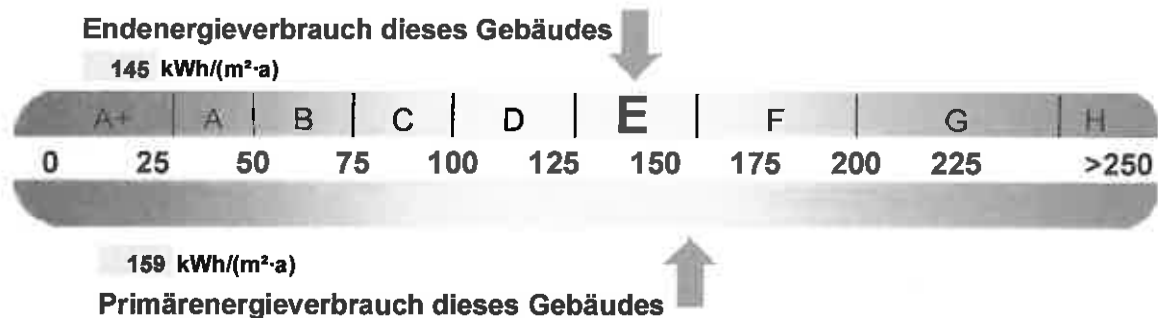 Endenergieverbrauch dieses Gebäudes
145 kWh/(m²·a)
A+ A B C D E F G H
0 25 50 75 100 125 150 175 200 225 >250
159 kWh/(m²·a)
Primärenergieverbrauch dieses Gebäudes